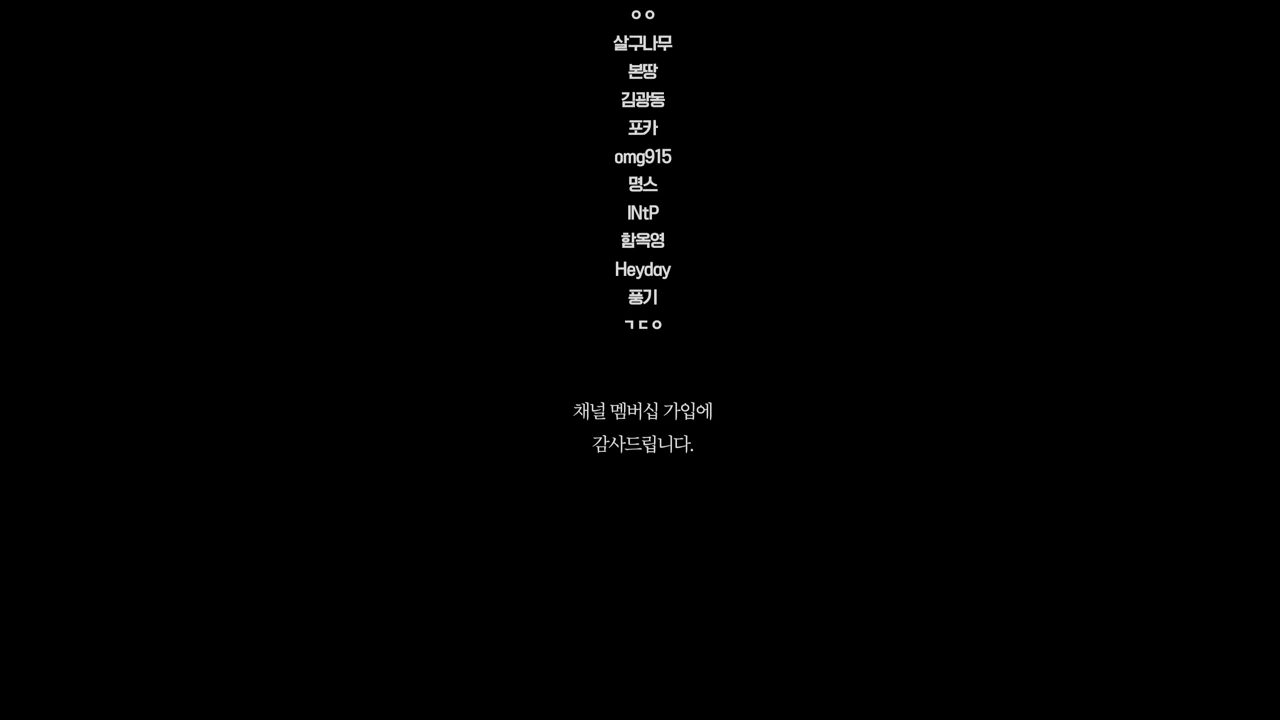 ㅇㅇ
살구나무
본땅
김광동
포카
omg915
명스
INtP
함옥영
Heyday
풍기
ㄱㄷㅇ
채널 멤버십 가입에
감사드립니다.